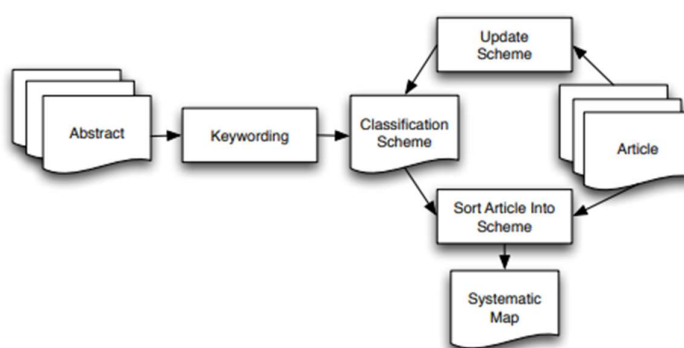 Update
Scheme
Abstract
Keywording
Classification
Scheme
Article
Sort Article Into
Scheme
Systematic
Map